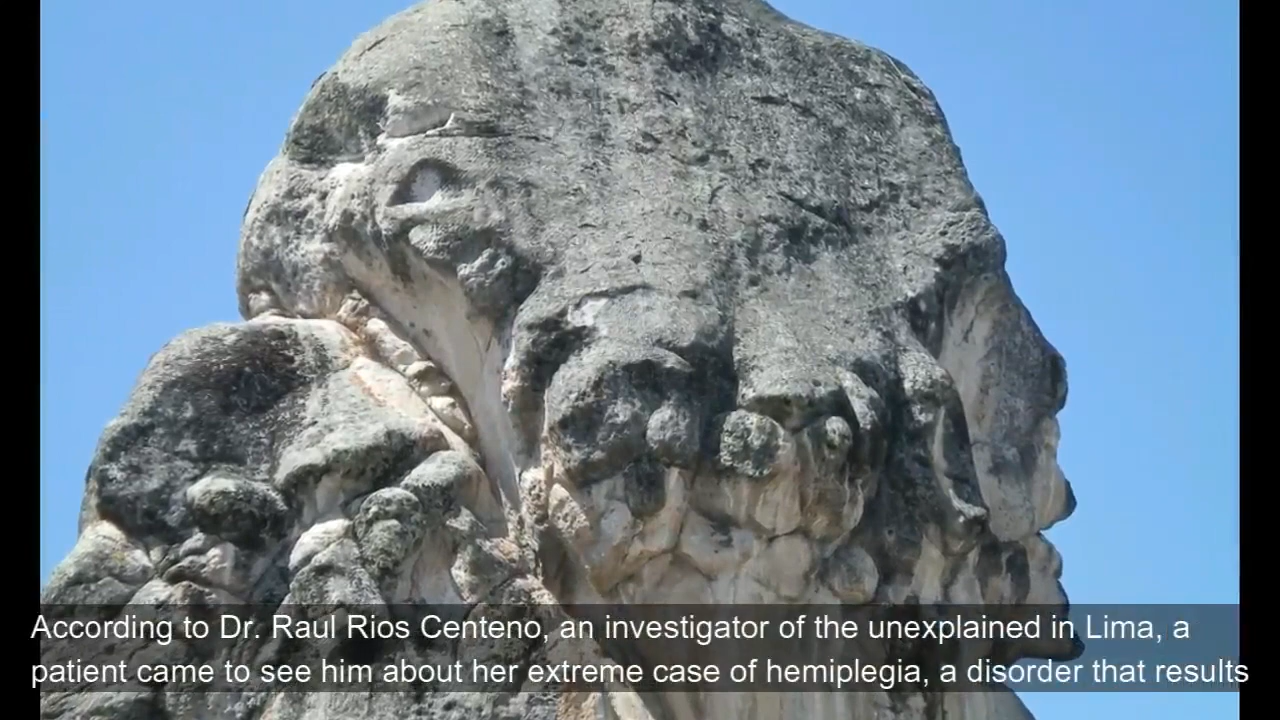 According to Dr. Raul Rios Centeno, an investigator of the unexplained in Lima, a
patient came to see him about her extreme case of hemiplegia, a disorder that results